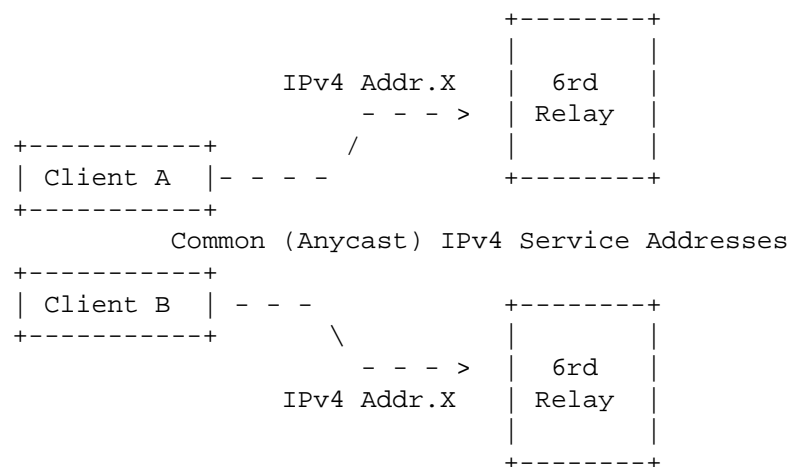 IPv4 Addr.X 6rd
- - - > Relay
Client A
Common (Anycast) IPv4 Service Addresses
Client B
- - - > 6rd
IPv4 Addr.X Relay